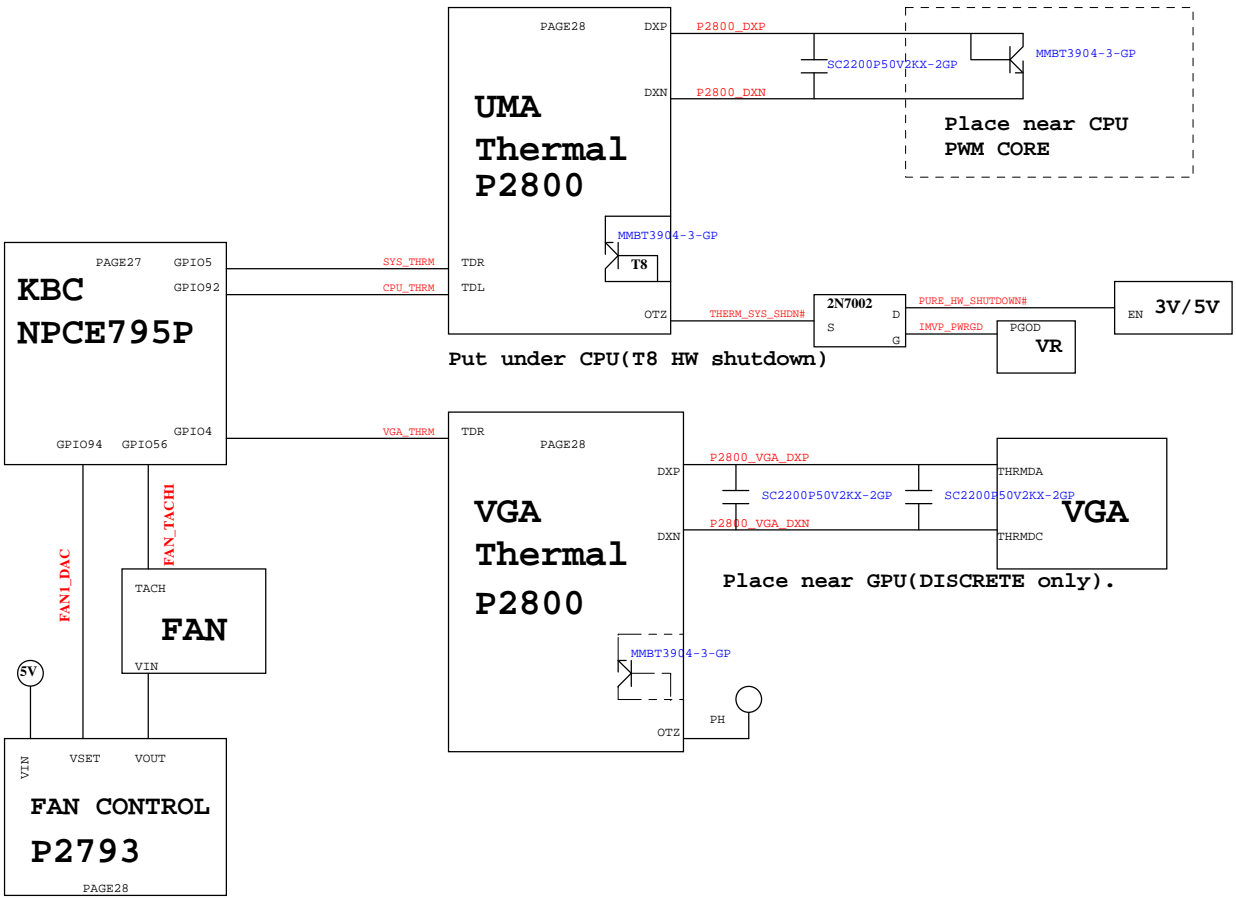 PAGE28
DXP
P2800_DXP
SC2200P50V2KX-2GP
MMBT3904-3-GP
DXN
P2800_DXN
UMA
Thermal
P2800
Place near CPU
PWM CORE
MMBT3904-3-GP
T8
PAGE27
GPIO5
SYS_THRM
TDR
GPIO92
CPU_THRM
TDL
KBC
NPCE795P
OTZ
THERM_SYS_SHDN#
2N7002
S
D
G
PURE_HW_SHUTDOWN#
EN
3V/5V
IMVP_PWRGD
PGOD
VR
Put under CPU(T8 HW shutdown)
GPIO94
GPIO56
GPIO4
VGA_THRM
TDR
PAGE28
DXP
P2800_VGA_DXP
THRMDA
SC2200P50V2KX-2GP
SC2200P50V2KX-2GP
VGA
DXN
P2800_VGA_DXN
THRMDC
VGA
Thermal
P2800
Place near GPU(DISCRETE only).
MMBT3904-3-GP
OTZ
PH
FAN1_DAC
FAN_TACH1
TACH
FAN
VIN
5V
VIN
VSET
VOUT
FAN CONTROL
P2793
PAGE28